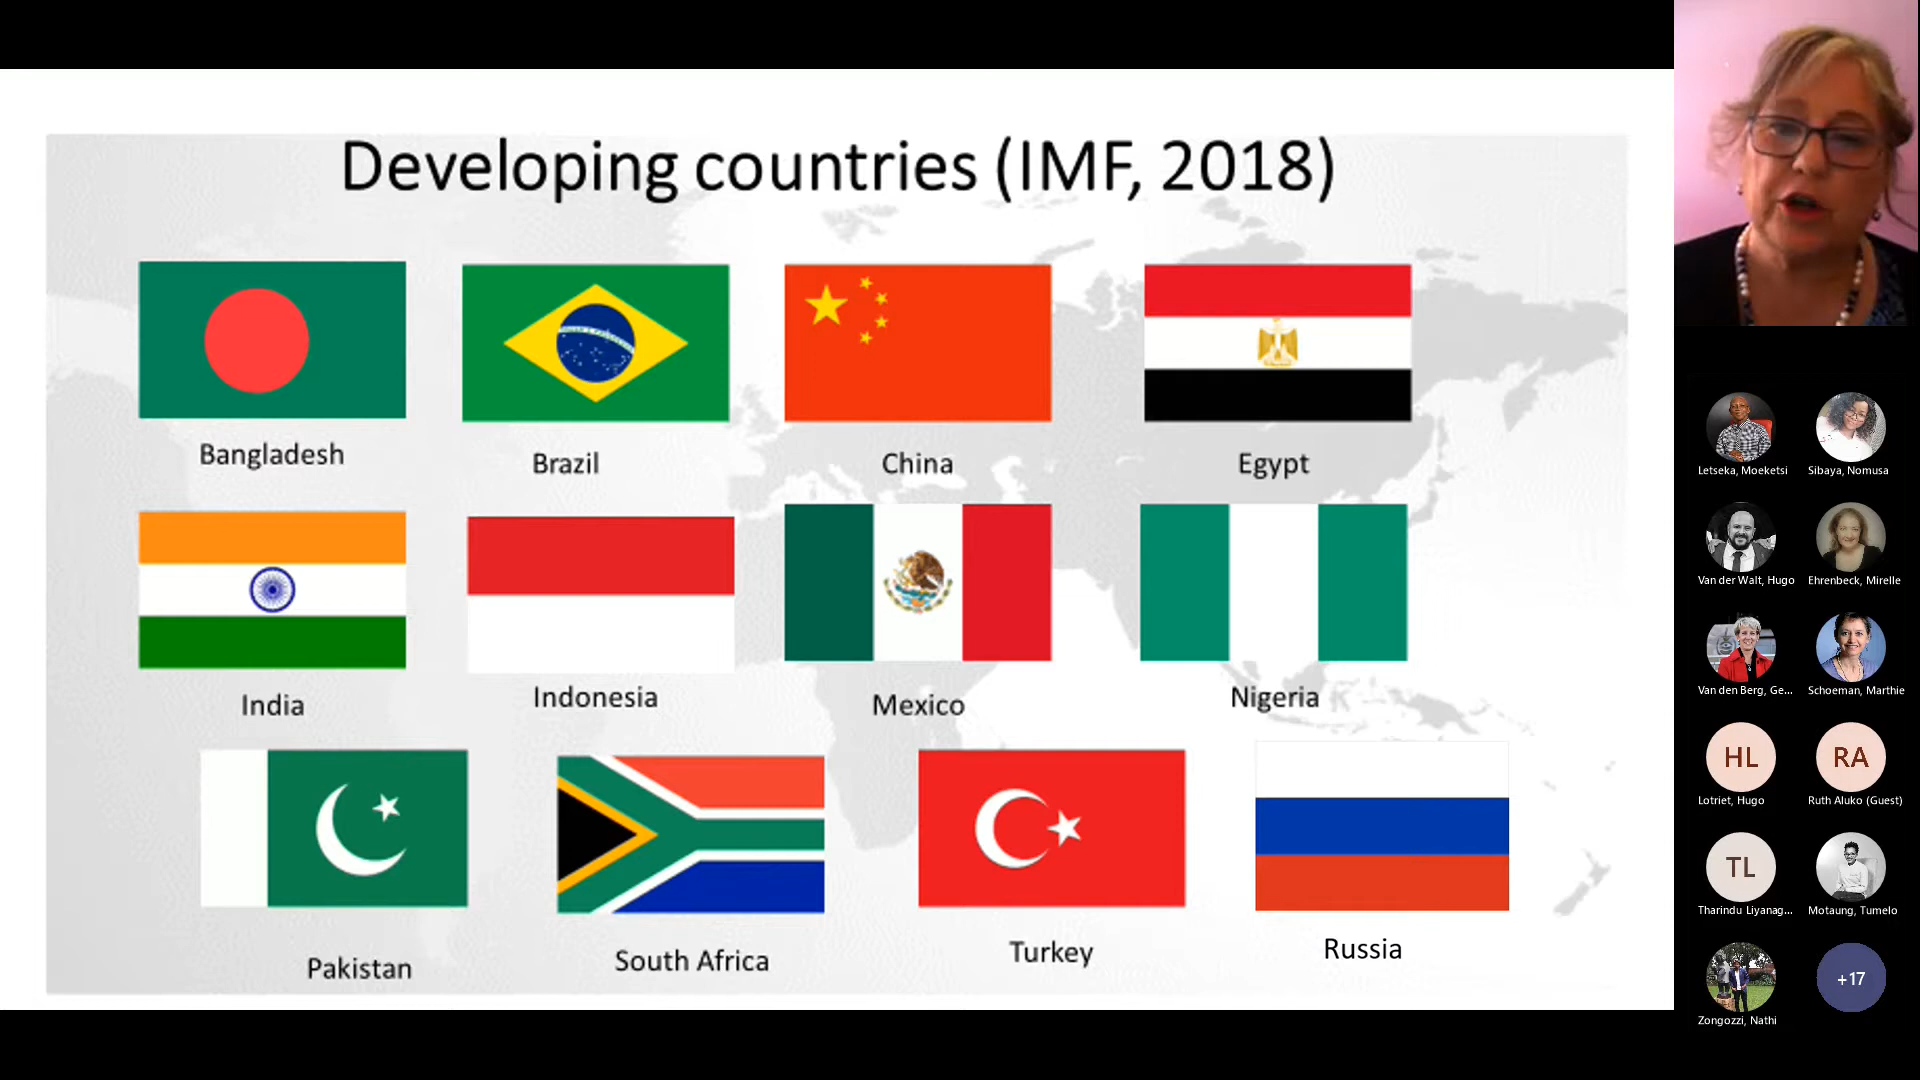 Developing countries (IMF, 2018)
Bangladesh
Brazil
China
Egypt
India
Indonesia
Mexico
Nigeria
Pakistan
South Africa
Turkey
Russia
Letseka, Moeketsi
Sibaya, Nomusa
Van der Walt, Hugo
Ehrenbeck, Mirelle
Van den Berg, Ge...
Schoeman, Marthie
HL
RA
Lotriet, Hugo
Ruth Aluko (Guest)
TL
Tharindu Liyanag...
Motaung, Tumelo
+17
Zongozzi, Nathi